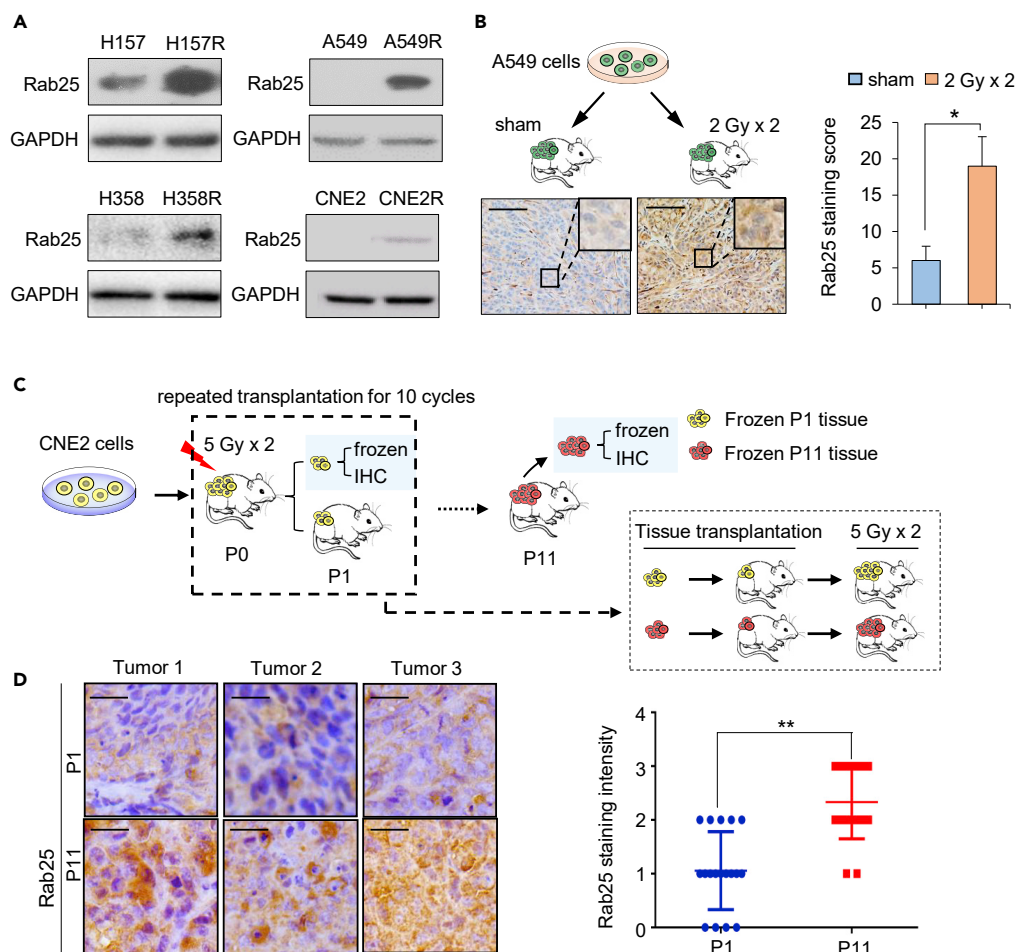 A
H157 H157R
Rab25
GAPDH
A549 A549R
Rab25
GAPDH
H358 H358R
Rab25
GAPDH
CNE2 CNE2R
Rab25
GAPDH
B
A549 cells
sham
2 Gy x 2
sham 2 Gy x 2
Rab25 staining score
25
20
15
10
5
0
*
C
repeated transplantation for 10 cycles
CNE2 cells
5 Gy x 2
frozen
IHC
P0
P1
P11
frozen
IHC
Frozen P1 tissue
Frozen P11 tissue
Tissue transplantation 5 Gy x 2
D
Tumor 1 Tumor 2 Tumor 3
Rab25
P1
P11
Rab25 staining intensity
4
3
2
1
0
**
P1 P11